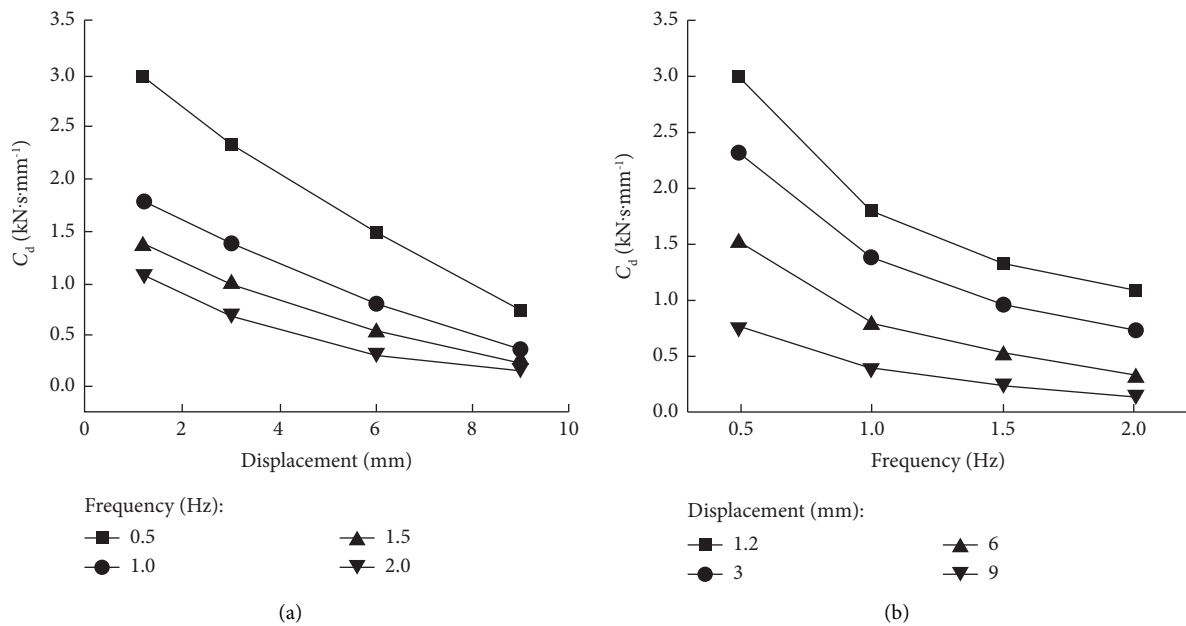 3.5
3.0
2.5
2.0
1.5
1.0
0.5
0.0
C_d (kN·s·mm⁻¹)
0 2 4 6 8 10
Displacement (mm)
Frequency (Hz):
0.5 1.5
1.0 2.0
(a)
3.5
3.0
2.5
2.0
1.5
1.0
0.5
0.0
C_d (kN·s·mm⁻¹)
0.5 1.0 1.5 2.0
Frequency (Hz)
Displacement (mm):
1.2 6
3 9
(b)